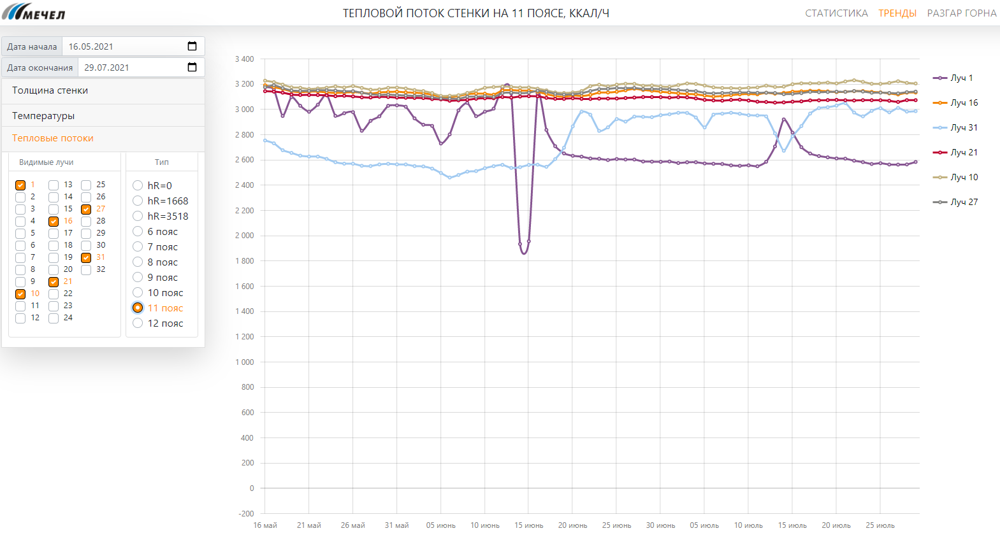 МЕЧЕЛ
ТЕПЛОВОЙ ПОТОК СТЕНКИ НА 11 ПОЯСЕ, ККАЛ/Ч
СТАТИСТИКА ТРЕНДЫ РАЗГАР ГОРНА
Дата начала 16.05.2021
Дата окончания 29.07.2021
Толщина стенки
Температуры
Тепловые потоки
Видимые лучи
1 13 25
2 14 26
3 15 27
4 16 28
5 17 29
6 18 30
7 19 31
8 20 32
9 21
10 22
11 23
12 24
Тип
hR=0
hR=1668
hR=3518
6 пояс
7 пояс
8 пояс
9 пояс
10 пояс
11 пояс
12 пояс
3 400
3 200
3 000
2 800
2 600
2 400
2 200
2 000
1 800
1 600
1 400
1 200
1 000
800
600
400
200
0
-200
16 май 21 май 26 май 31 май 05 июнь 10 июнь 15 июнь 20 июнь 25 июнь 30 июнь 05 июль 10 июль 15 июль 20 июль 25 июль
Луч 1
Луч 16
Луч 31
Луч 21
Луч 10
Луч 27